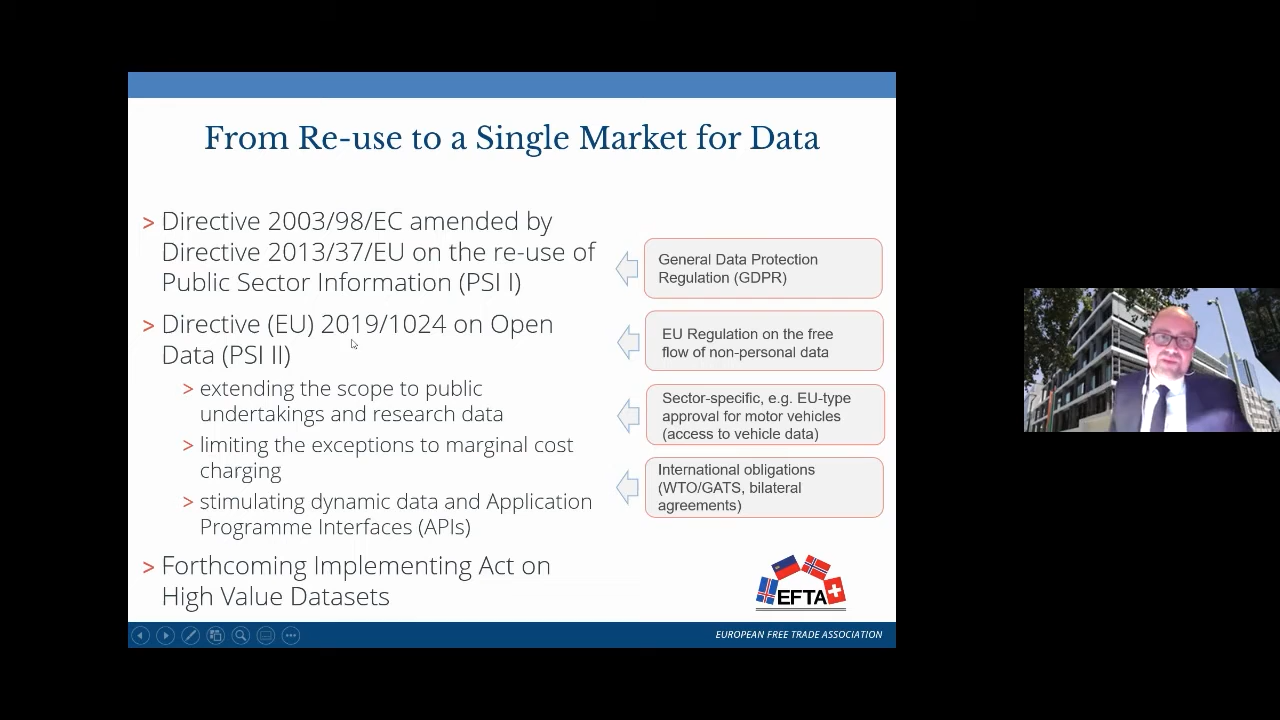 From Re-use to a Single Market for Data
> Directive 2003/98/EC amended by
Directive 2013/37/EU on the re-use of
Public Sector Information (PSI I)
> Directive (EU) 2019/1024 on Open
Data (PSI II)
> extending the scope to public
undertakings and research data
> limiting the exceptions to marginal cost
charging
> stimulating dynamic data and Application
Programme Interfaces (APIs)
> Forthcoming Implementing Act on
High Value Datasets
General Data Protection
Regulation (GDPR)
EU Regulation on the free
flow of non-personal data
Sector-specific, e.g. EU-type
approval for motor vehicles
(access to vehicle data)
International obligations
(WTO/GATS, bilateral
agreements)
EFTA
EUROPEAN FREE TRADE ASSOCIATION